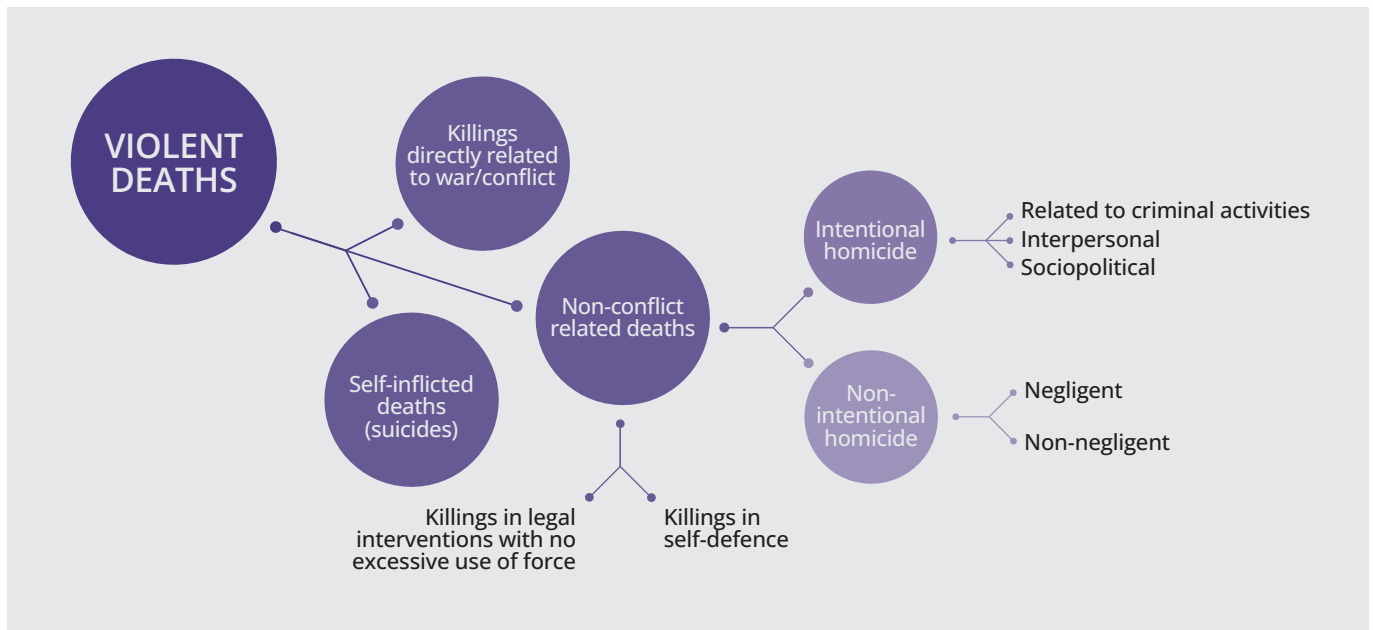 VIOLENT
DEATHS
Killings
directly related
to war/conflict
Self-inflicted
deaths
(suicides)
Non-conflict
related deaths
Killings in legal
interventions with no
excessive use of force
Killings in
self-defence
Intentional
homicide
Related to criminal activities
Interpersonal
Sociopolitical
Non-
intentional
homicide
Negligent
Non-negligent